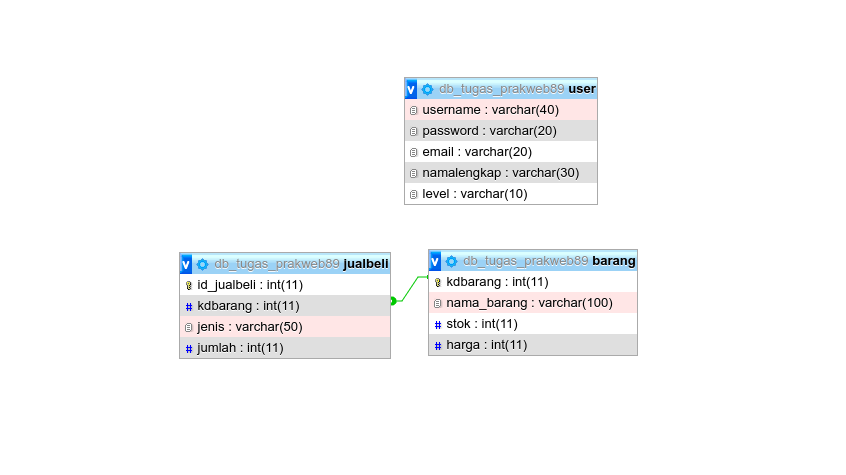 v db_tugas_prakweb89 user
username : varchar(40)
password : varchar(20)
email : varchar(20)
namalengkap : varchar(30)
level : varchar(10)
v db_tugas_prakweb89 jualbeli
id_jualbeli : int(11)
# kdbarang : int(11)
jenis : varchar(50)
# jumlah : int(11)
v db_tugas_prakweb89 barang
kdbarang : int(11)
nama_barang : varchar(100)
# stok : int(11)
# harga : int(11)